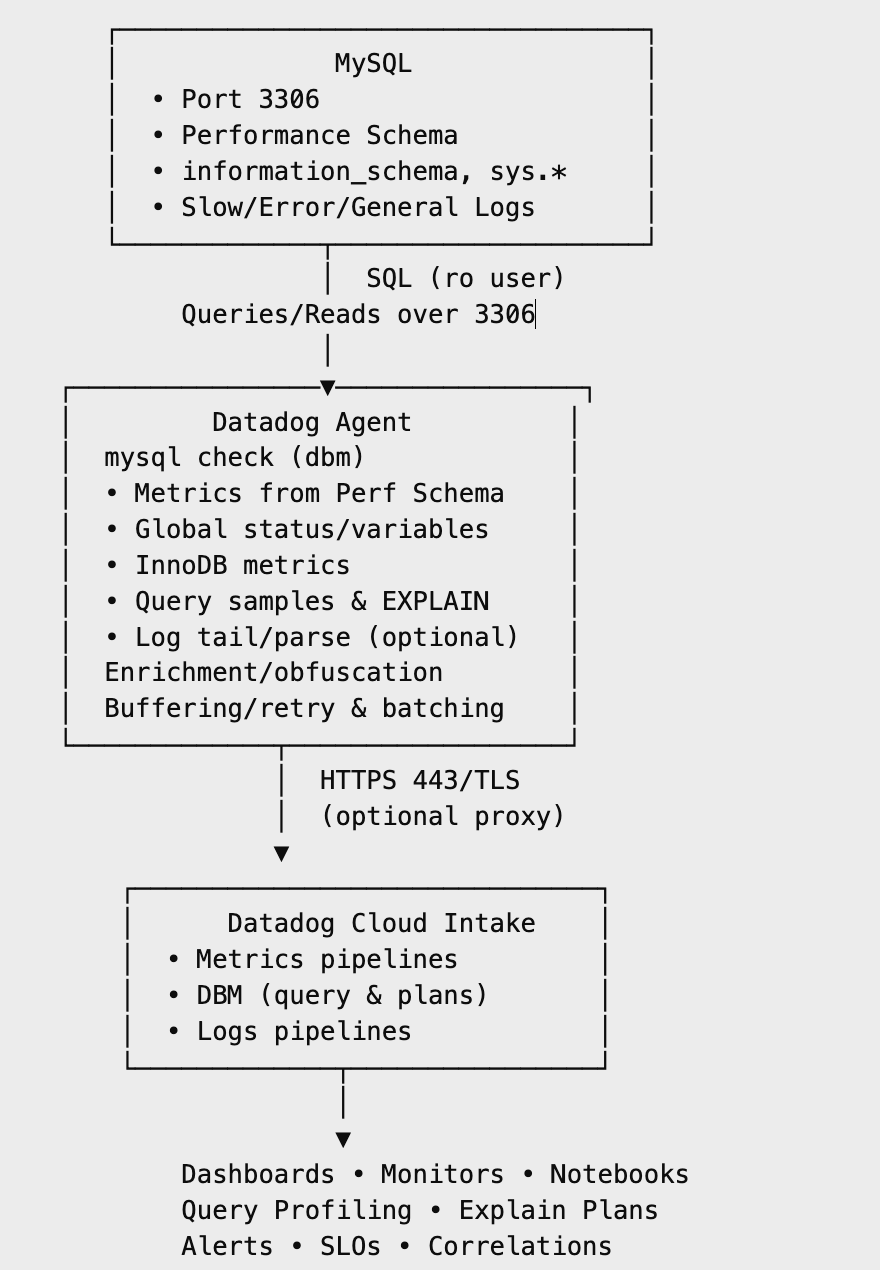 MySQL
• Port 3306
• Performance Schema
• information_schema, sys.*
• Slow/Error/General Logs
SQL (ro user)
Queries/Reads over 3306
Datadog Agent
mysql check (dbm)
• Metrics from Perf Schema
• Global status/variables
• InnoDB metrics
• Query samples & EXPLAIN
• Log tail/parse (optional)
Enrichment/obfuscation
Buffering/retry & batching
HTTPS 443/TLS
(optional proxy)
Datadog Cloud Intake
• Metrics pipelines
• DBM (query & plans)
• Logs pipelines
Dashboards • Monitors • Notebooks
Query Profiling • Explain Plans
Alerts • SLOs • Correlations